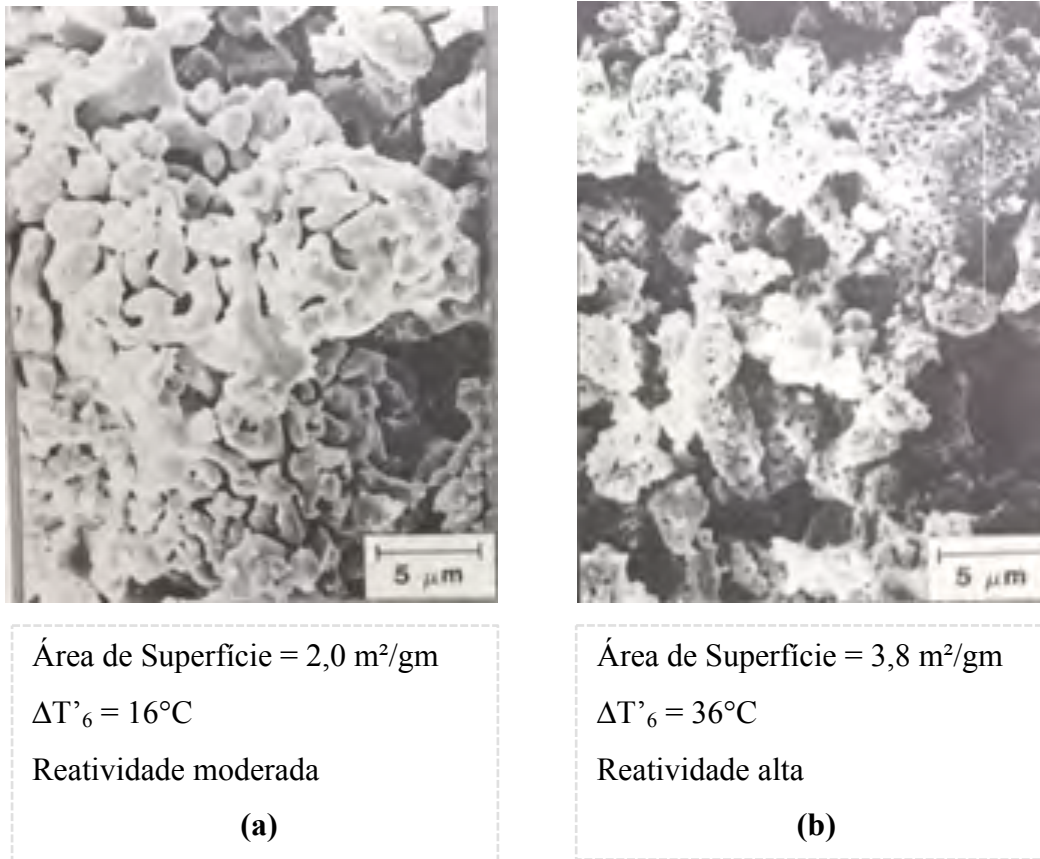 5 μm
5 μm
Área de Superfície = 2,0 m²/gm
ΔT’₆ = 16°C
Reatividade moderada
(a)
Área de Superfície = 3,8 m²/gm
ΔT’₆ = 36°C
Reatividade alta
(b)